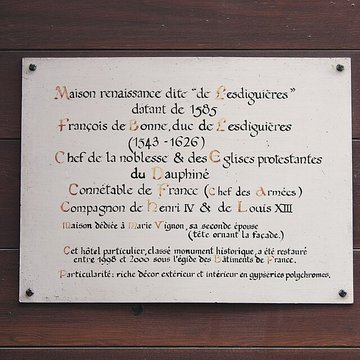 Maison renaissance dite "de Lesdiguières"
datant de 1585
François de Bonne, duc de Lesdiguières
(1543 - 1626)
Chef de la noblesse & des Eglises protestantes
du Dauphiné
Connétable de France (Chef des Armées)
Compagnon de Henri IV & de Louis XIII
Maison dédiée à Marie Vignon, sa seconde épouse
(tête ornant la façade.)
Cet hôtel particulier, classé monument historique, a été restauré
entre 1998 et 2000 sous l'égide des Bâtiments de France.
Particularité: riche décor extérieur et intérieur en gypseries polychromes.